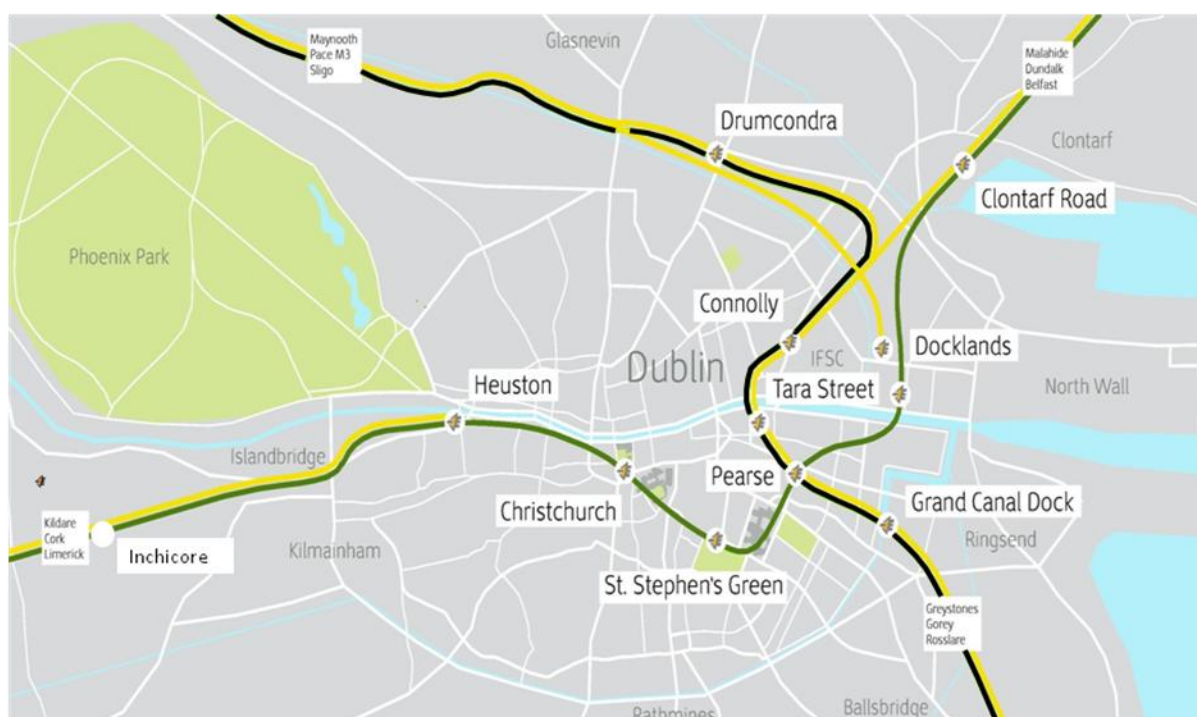 Glasnevin
Maynooth
Pace M3
Sligo
Malahide
Dundalk
Belfast
Drumcondra
Clontarf
Clontarf Road
Phoenix Park
Connolly
Docklands
IFSC
Dublin
Heuston
Tara Street
North Wall
Islandbridge
Pearse
Christchurch
Grand Canal Dock
Kildare
Cork
Limerick
Inchicore
Kilmainham
Ringsend
St. Stephen's Green
Greystones
Gorey
Rosslare
Ballsbridge
Rathmines